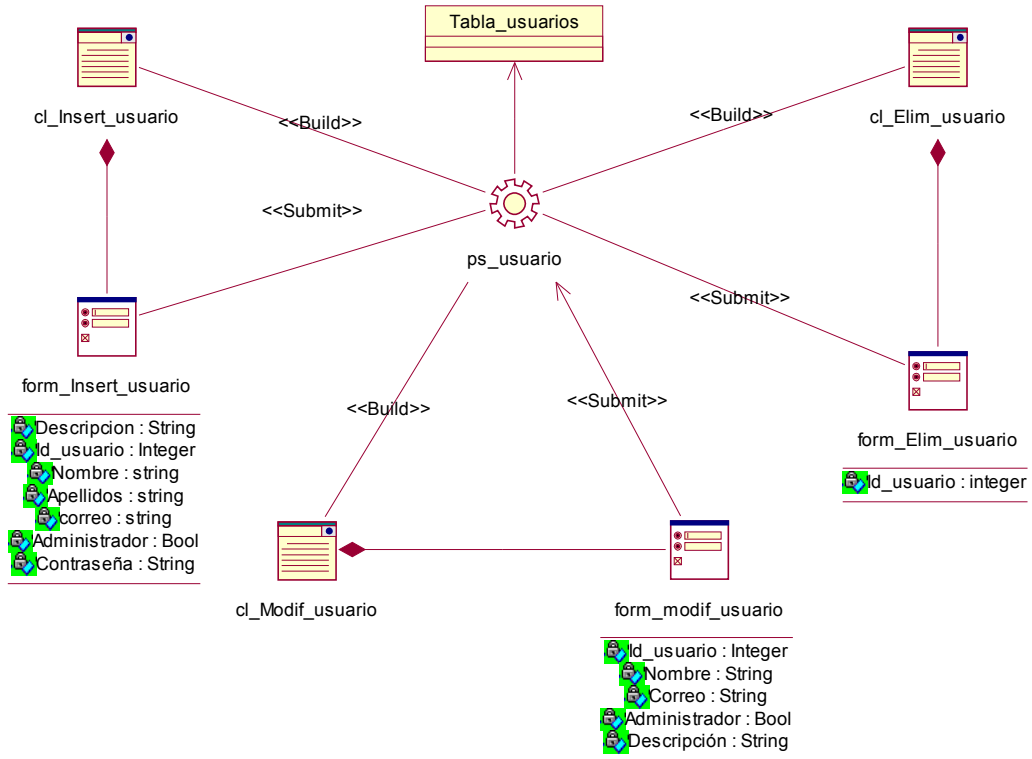 Tabla_usuarios
cl_Insert_usuario
cl_Elim_usuario
<<Build>>
<<Build>>
<<Submit>>
ps_usuario
<<Submit>>
form_Insert_usuario
Descripcion : String
Id_usuario : Integer
Nombre : string
Apellidos : string
correo : string
Administrador : Bool
Contraseña : String
<<Build>>
<<Submit>>
form_Elim_usuario
Id_usuario : integer
cl_Modif_usuario
form_modif_usuario
Id_usuario : Integer
Nombre : String
Correo : String
Administrador : Bool
Descripción : String